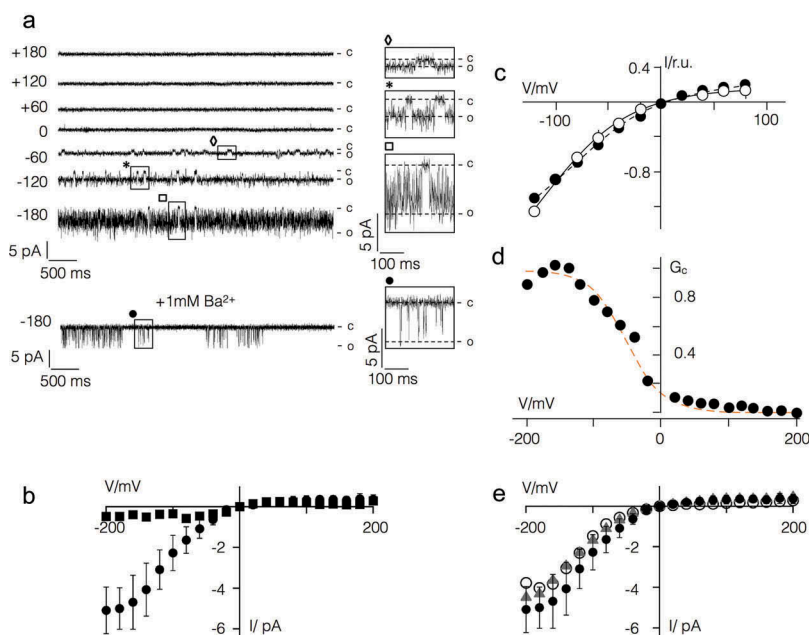 a
+180
c
+120
c
+60
c
0
c
-60
c
o
-120
c
o
-180
c
o
5 pA
500 ms
c
o
*
c
o
c
o
5 pA
100 ms
+1mM Ba²⁺
-180
c
o
5 pA
500 ms
c
o
5 pA
100 ms
c
I/r.u.
V/mV
0.4
-100
100
-0.8
d
Gc
0.8
0.4
V/mV
-200
0
200
b
V/mV
-200
200
-2
-4
-6
I/ pA
e
V/mV
-200
200
-2
-4
-6
I/ pA